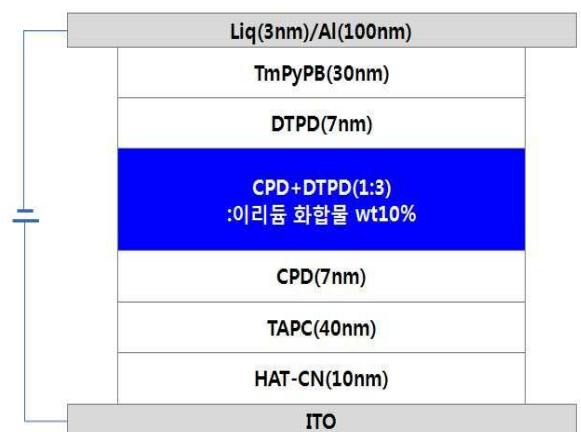 Liq(3nm)/Al(100nm)
TmPyPB(30nm)
DTPD(7nm)
CPD+DTPD(1:3)
:이리듐 화합물 wt10%
CPD(7nm)
TAPC(40nm)
HAT-CN(10nm)
ITO